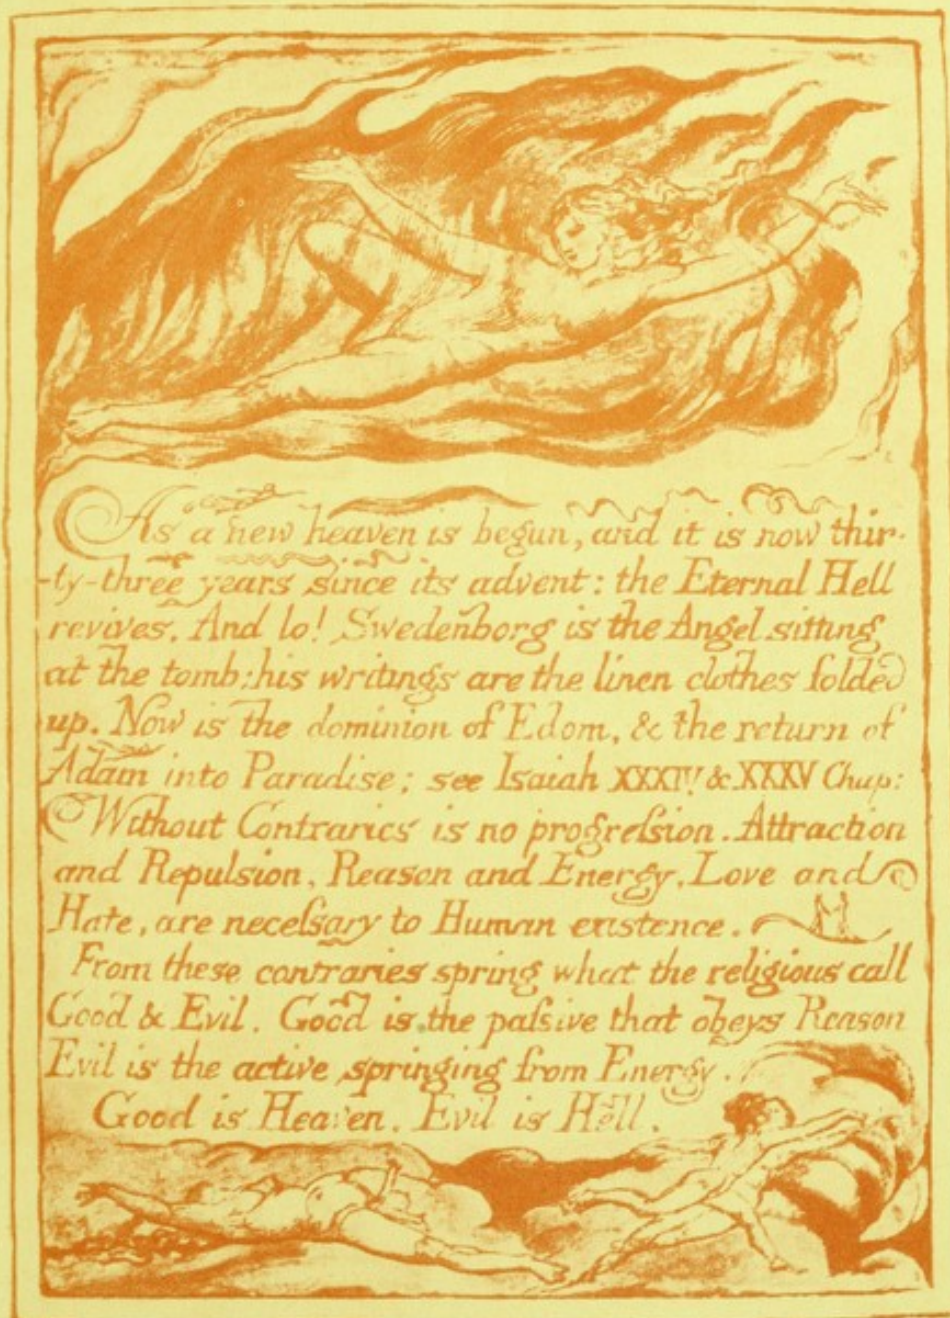 As a new heaven is begun, and it is now thir-
-ty-three years since its advent: the Eternal Hell
revives. And lo! Swedenborg is the Angel sitting
at the tomb: his writings are the linen clothes folded
up. Now is the dominion of Edom, & the return of
Adam into Paradise; see Isaiah XXXIV & XXXV Chap:
Without Contraries is no progreſsion. Attraction
and Repulsion, Reason and Energy, Love and
Hate, are neceſsary to Human existence.
From these contraries spring what the religious call
Good & Evil. Good is the paſsive that obeys Reason
Evil is the active springing from Energy.
Good is Heaven. Evil is Hell.